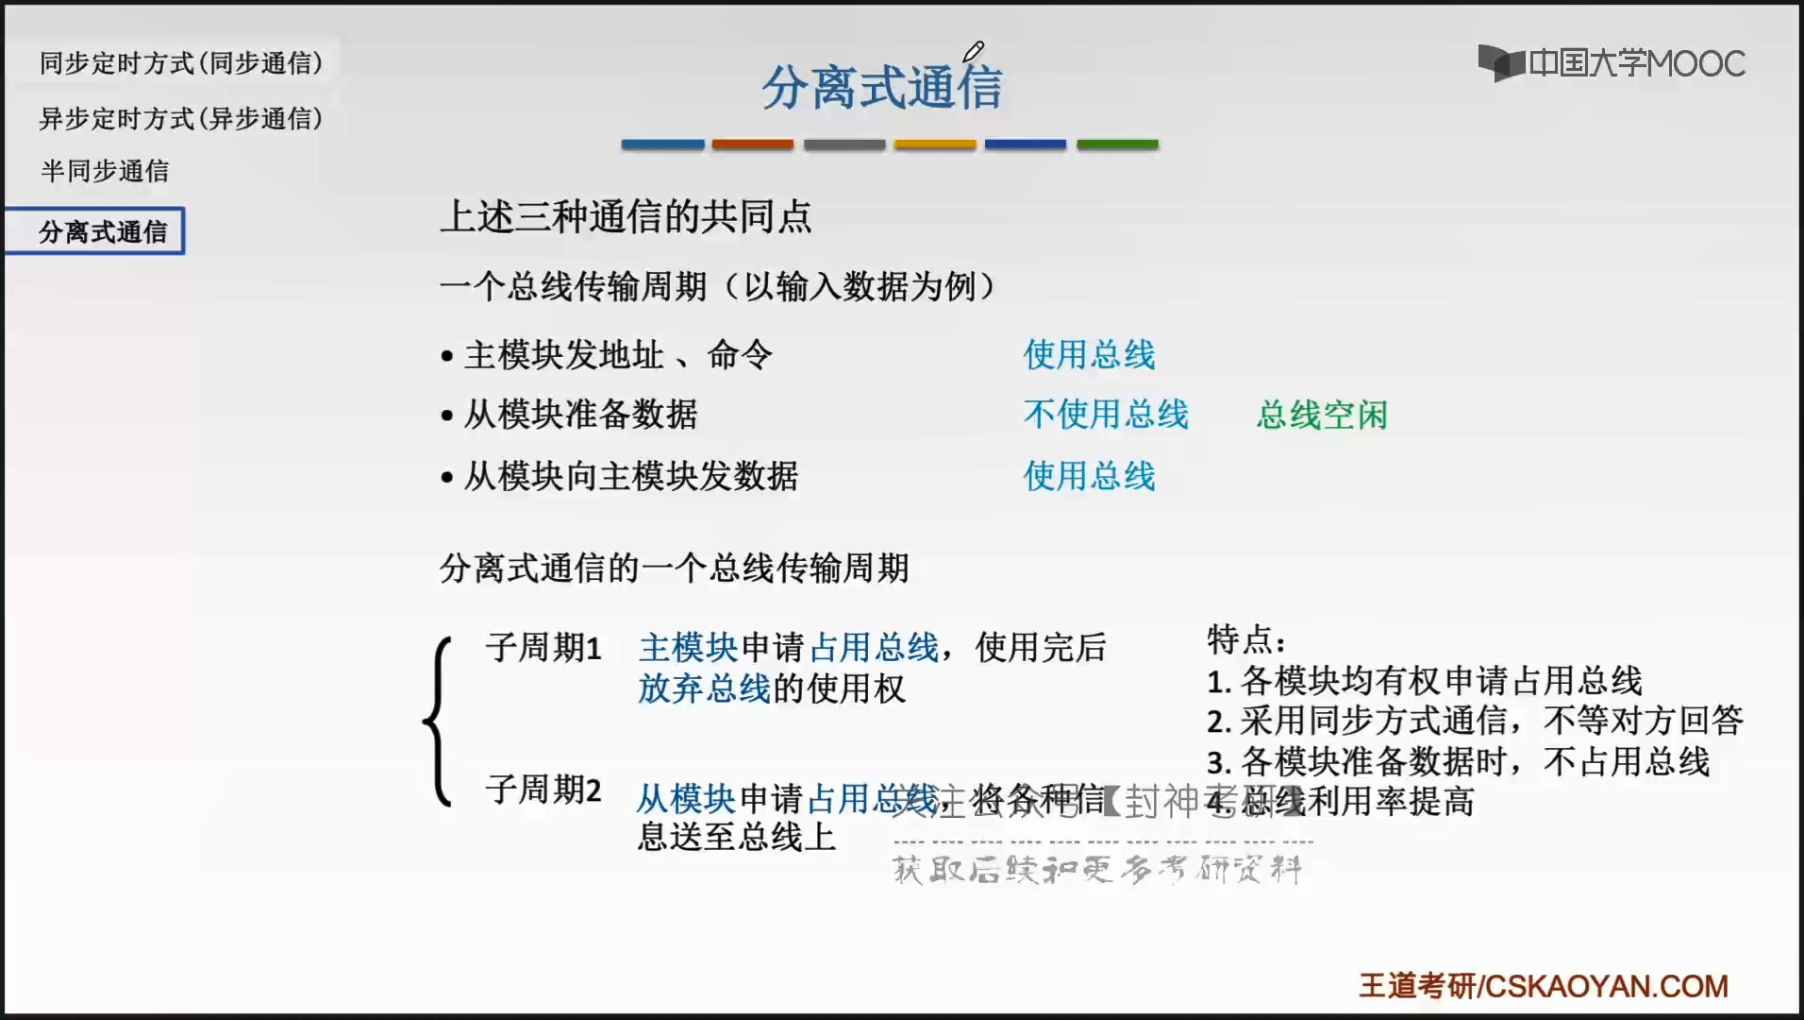 同步定时方式(同步通信)
异步定时方式(异步通信)
半同步通信
分离式通信
分离式通信
中国大学MOOC
上述三种通信的共同点
一个总线传输周期（以输入数据为例）
• 主模块发地址 、命令 使用总线
• 从模块准备数据 不使用总线 总线空闲
• 从模块向主模块发数据 使用总线
分离式通信的一个总线传输周期
子周期1 主模块申请占用总线，使用完后
放弃总线的使用权
子周期2 从模块申请占用总线，将各种信
息送至总线上
特点：
1. 各模块均有权申请占用总线
2. 采用同步方式通信，不等对方回答
3. 各模块准备数据时，不占用总线
4. 总线利用率提高
关注公众号【封神考研】
获取后续和更多考研资料
王道考研/CSKAOYAN.COM